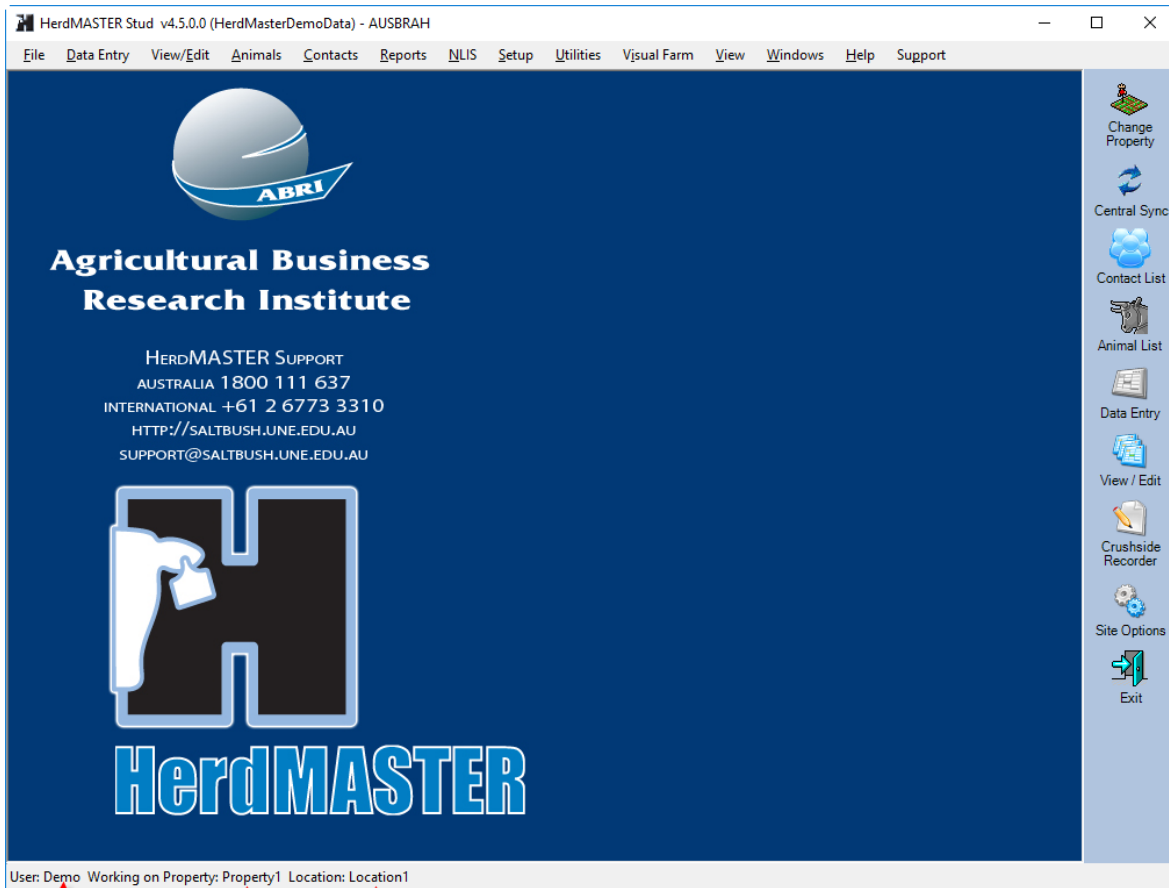 HerdMASTER Stud v4.5.0.0 (HerdMasterDemoData) - AUSBRAH
File Data Entry View/Edit Animals Contacts Reports NLIS Setup Utilities Visual Farm View Windows Help Support
ABRI
Agricultural Business
Research Institute
HERDMASTER SUPPORT
AUSTRALIA 1800 111 637
INTERNATIONAL +61 2 6773 3310
HTTP://SALTBUSH.UNE.EDU.AU
SUPPORT@SALTBUSH.UNE.EDU.AU
H
HerdMASTER
Change
Property
Central Sync
Contact List
Animal List
Data Entry
View / Edit
Crushside
Recorder
Site Options
Exit
User: Demo Working on Property: Property1 Location: Location1